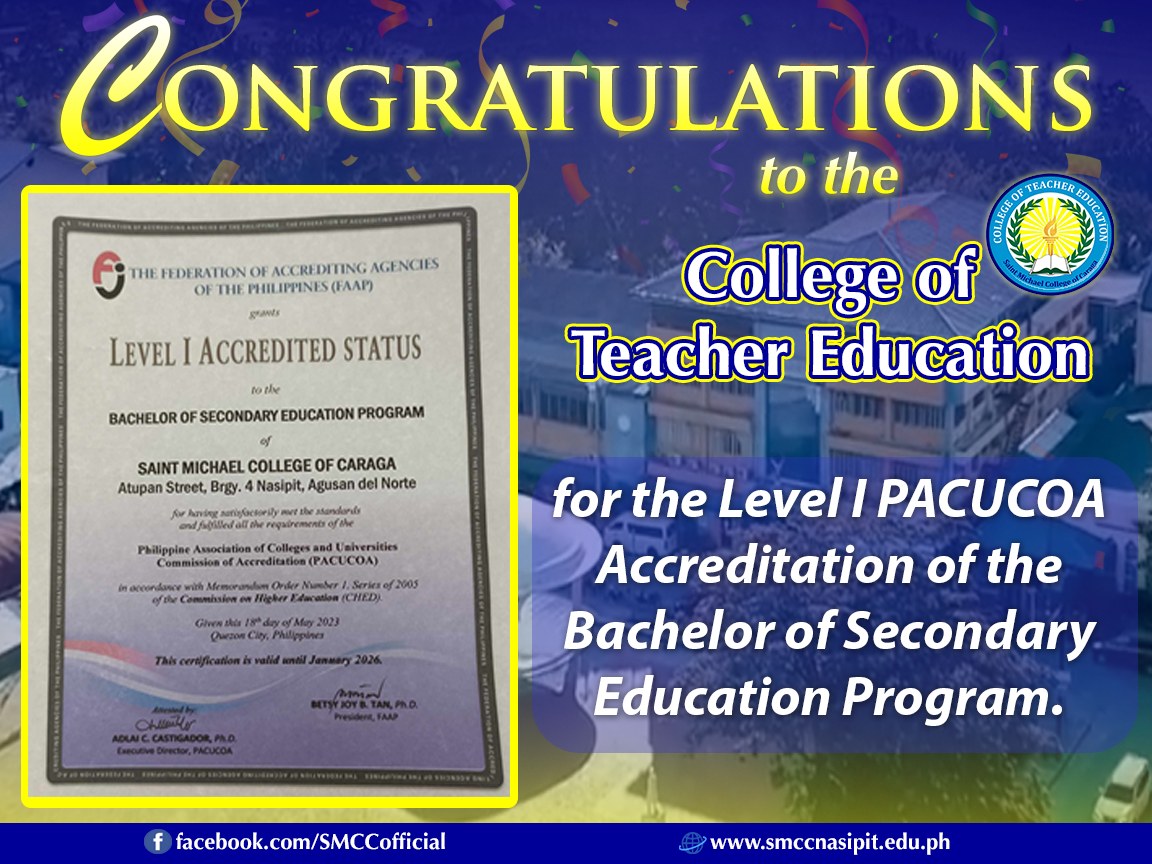 CONGRATULATIONS
to the
College of
Teacher Education
COLLEGE OF TEACHER EDUCATION
Saint Michael College of Caraga
for the Level I PACUCOA
Accreditation of the
Bachelor of Secondary
Education Program.
THE FEDERATION OF ACCREDITING AGENCIES
OF THE PHILIPPINES (FAAP)
grants
LEVEL I ACCREDITED STATUS
to the
BACHELOR OF SECONDARY EDUCATION PROGRAM
of
SAINT MICHAEL COLLEGE OF CARAGA
Atupan Street, Brgy. 4 Nasipit, Agusan del Norte
for having satisfactorily met the standards
and fulfilled all the requirements of the
Philippine Association of Colleges and Universities
Commission of Accreditation (PACUCOA)
in accordance with Memorandum Order Number 1, Series of 2005
of the Commission on Higher Education (CHED).
Given this 18th day of May 2023
Quezon City, Philippines
This certification is valid until January 2026.
Attested by:
ADLAI C. CASTIGADOR, Ph.D.
Executive Director, PACUCOA
BETSY JOY B. TAN, Ph.D.
President, FAAP
facebook.com/SMCCofficial
www.smccnasipit.edu.ph